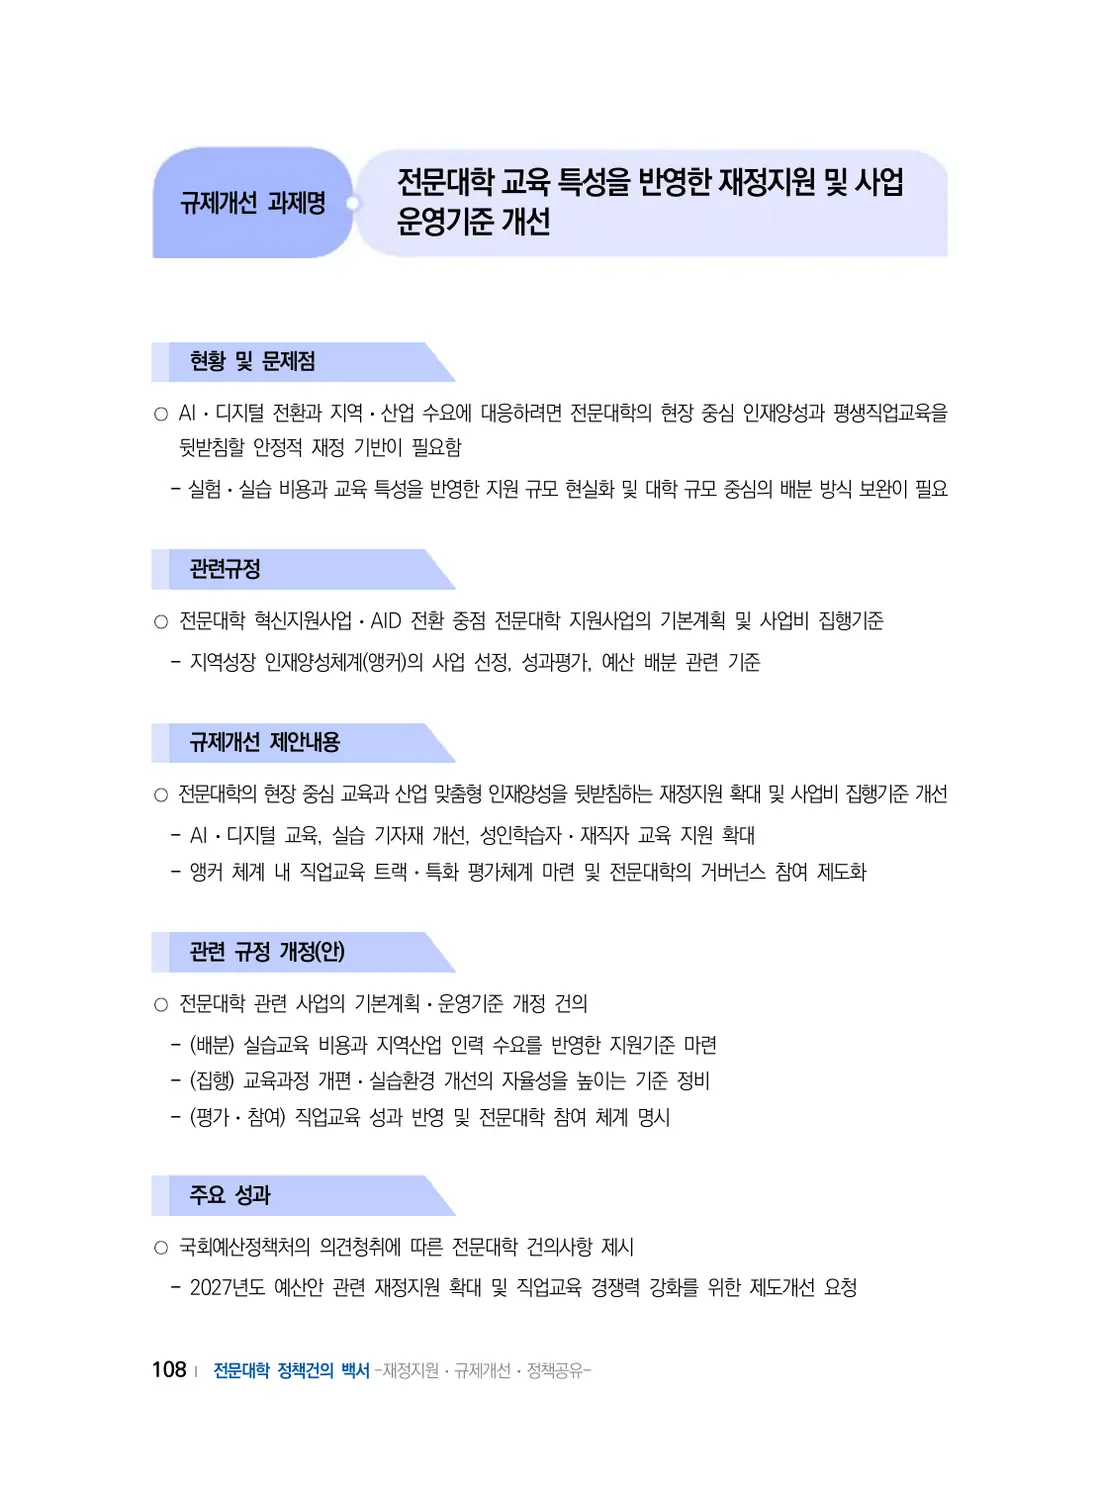 규제개선 과제명
전문대학 교육 특성을 반영한 재정지원 및 사업
운영기준 개선
현황 및 문제점
○ AI·디지털 전환과 지역·산업 수요에 대응하려면 전문대학의 현장 중심 인재양성과 평생직업교육을
뒷받침할 안정적 재정 기반이 필요함
- 실험·실습 비용과 교육 특성을 반영한 지원 규모 현실화 및 대학 규모 중심의 배분 방식 보완이 필요
관련규정
○ 전문대학 혁신지원사업·AID 전환 중점 전문대학 지원사업의 기본계획 및 사업비 집행기준
- 지역성장 인재양성체계(앵커)의 사업 선정, 성과평가, 예산 배분 관련 기준
규제개선 제안내용
○ 전문대학의 현장 중심 교육과 산업 맞춤형 인재양성을 뒷받침하는 재정지원 확대 및 사업비 집행기준 개선
- AI·디지털 교육, 실습 기자재 개선, 성인학습자·재직자 교육 지원 확대
- 앵커 체계 내 직업교육 트랙·특화 평가체계 마련 및 전문대학의 거버넌스 참여 제도화
관련 규정 개정(안)
○ 전문대학 관련 사업의 기본계획·운영기준 개정 건의
- (배분) 실습교육 비용과 지역산업 인력 수요를 반영한 지원기준 마련
- (집행) 교육과정 개편·실습환경 개선의 자율성을 높이는 기준 정비
- (평가·참여) 직업교육 성과 반영 및 전문대학 참여 체계 명시
주요 성과
○ 국회예산정책처의 의견청취에 따른 전문대학 건의사항 제시
- 2027년도 예산안 관련 재정지원 확대 및 직업교육 경쟁력 강화를 위한 제도개선 요청
108 | 전문대학 정책건의 백서 -재정지원·규제개선·정책공유-